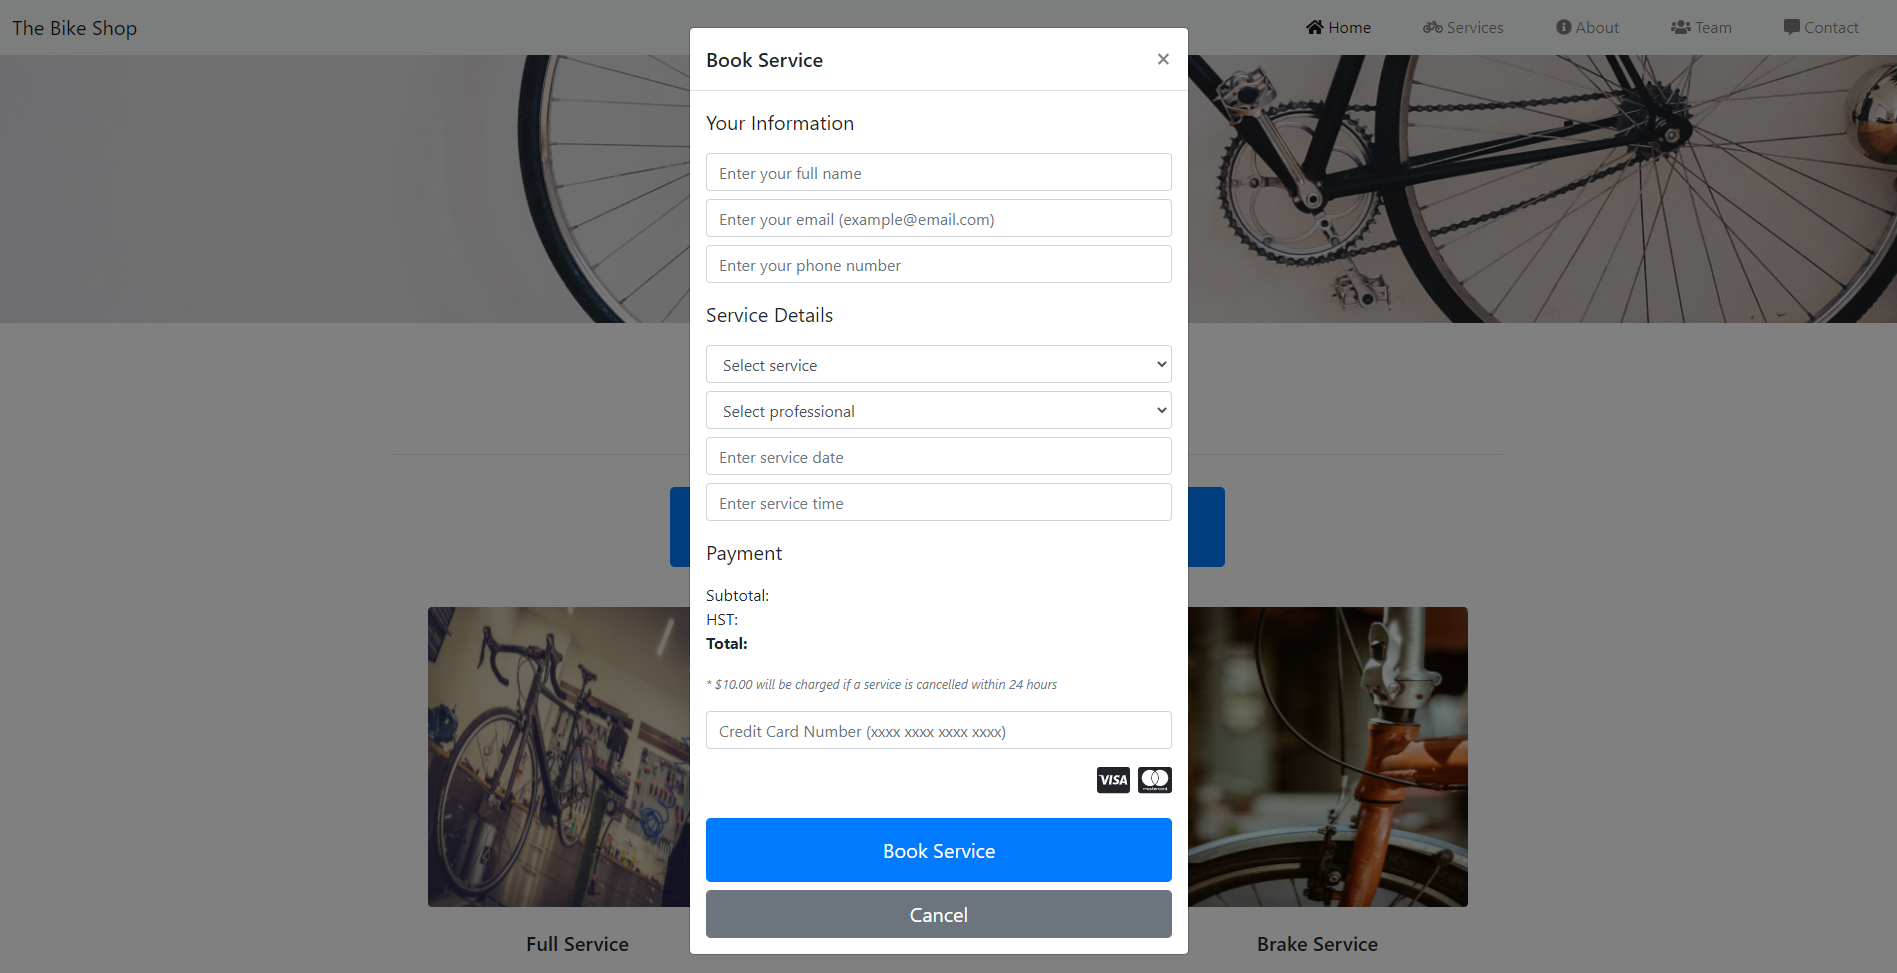 The Bike Shop
Home
Services
About
Team
Contact
Book Service
×
Your Information
Enter your full name
Enter your email (example@email.com)
Enter your phone number
Service Details
Select service
Select professional
Enter service date
Enter service time
Payment
Subtotal:
HST:
Total:
* $10.00 will be charged if a service is cancelled within 24 hours
Credit Card Number (xxxx xxxx xxxx xxxx)
VISA
mastercard
Book Service
Cancel
Full Service
Brake Service